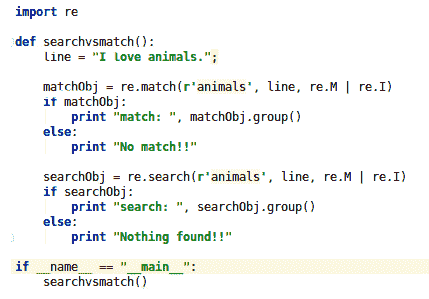 import re
def searchvsmatch():
    line = "I love animals.";
    matchObj = re.match(r'animals', line, re.M | re.I)
    if matchObj:
        print "match: ", matchObj.group()
    else:
        print "No match!!"
    searchObj = re.search(r'animals', line, re.M | re.I)
    if searchObj:
        print "search: ", searchObj.group()
    else:
        print "Nothing found!!"
if __name__ == "__main__":
    searchvsmatch()